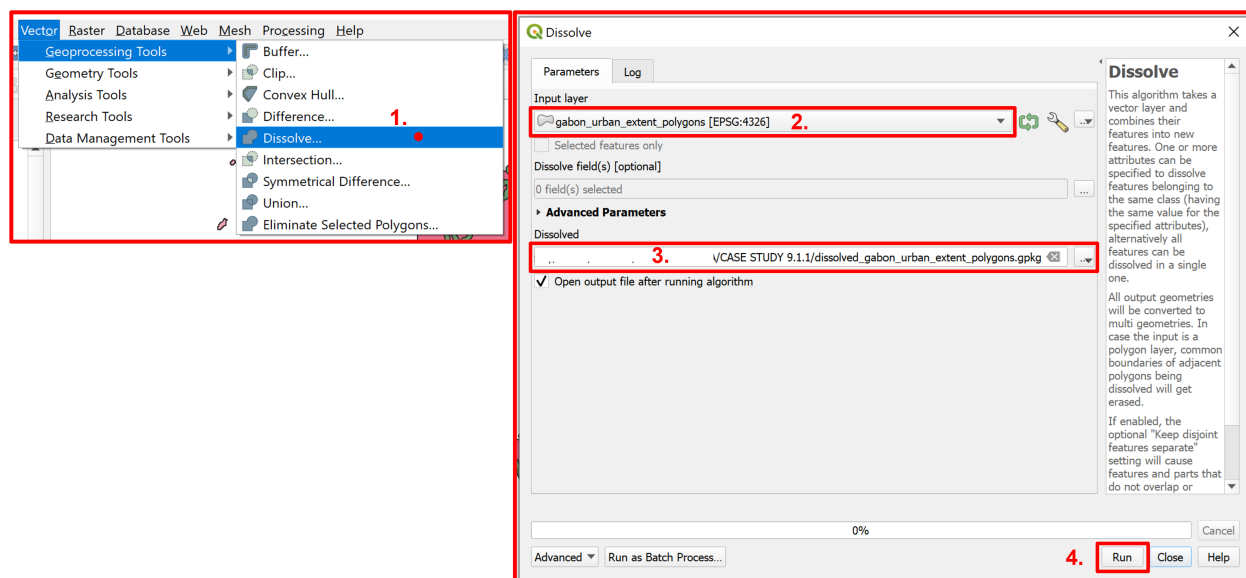 Vector Raster Database Web Mesh Processing Help
Geoprocessing Tools
Geometry Tools
Analysis Tools
Research Tools
Data Management Tools
Buffer...
Clip...
Convex Hull...
Difference...
1.
Dissolve...
Intersection...
Symmetrical Difference...
Union...
Eliminate Selected Polygons...
Dissolve
Parameters Log
Input layer
gabon_urban_extent_polygons [EPSG:4326] 2.
Selected features only
Dissolve field(s) [optional]
0 field(s) selected
...
Advanced Parameters
Dissolved
3. /CASE STUDY 9.1.1/dissolved_gabon_urban_extent_polygons.gpkg
Open output file after running algorithm
Dissolve
This algorithm takes a
vector layer and
combines their
features into new
features. One or more
attributes can be
specified to dissolve
features belonging to
the same class (having
the same value for the
specified attributes),
alternatively all
features can be
dissolved in a single
one.
All output geometries
will be converted to
multi geometries. In
case the input is a
polygon layer, common
boundaries of adjacent
polygons being
dissolved will get
erased.
If enabled, the
optional "Keep disjoint
features separate"
setting will cause
features and parts that
do not overlap or
0%
Cancel
Advanced Run as Batch Process...
4. Run Close Help